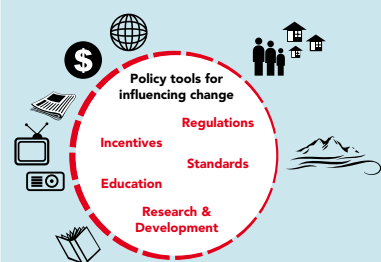 $
Policy tools for
influencing change
Regulations
Incentives
Standards
Education
Research &
Development